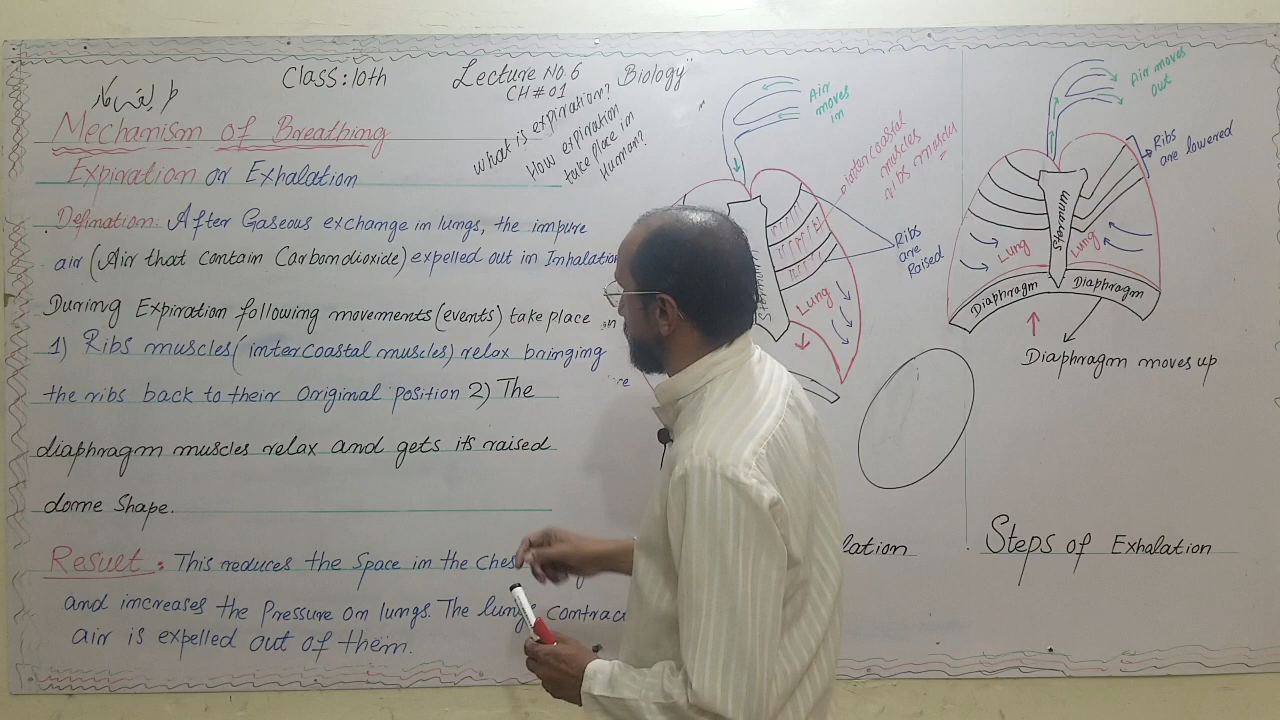 Class: 10th
Lecture No.6
Biology"
CH # 01
Mechanism of Breathing
Expiration or Exhalation
what is expiration?
How expiration
take place in
human?
Defination: After Gaseous exchange in lungs, the impure
air (Air that contain Carbondioxide) expelled out in Inhalation
During Expiration following movements (events) take place
1) Ribs muscles (intercoastal muscles) relax bringing
the ribs back to their original position 2) The
diaphragm muscles relax and gets its raised
dome shape.
Result: This reduces the space in the ches
and increases the Pressure on lungs. The lungs contrac
air is expelled out of them.
Air
moves
in
intercoastal
muscles
ribs muscles
Ribs
are
Raised
Lung
lation
Air moves
out
Ribs
are lowered
Lung
Lung
Diaphragm
Diaphragm
Diaphragm moves up
Steps of Exhalation